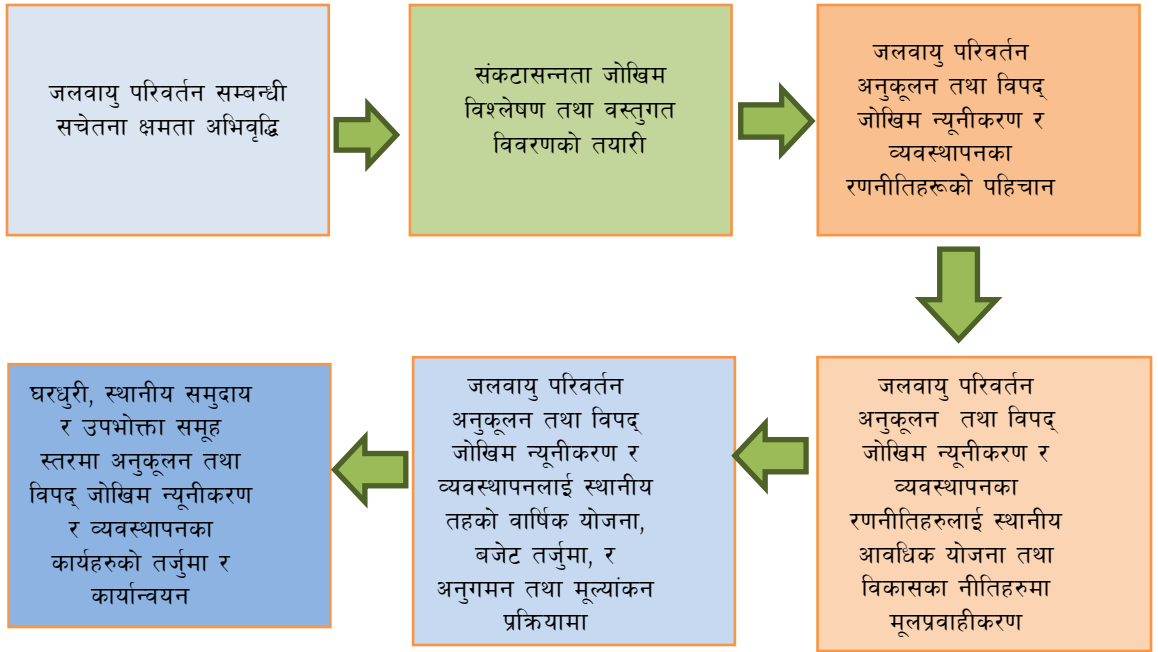 जलवायु परिवर्तन सम्बन्धी
सचेतना क्षमता अभिवृद्धि
संकटासन्नता जोखिम
विश्लेषण तथा वस्तुगत
विवरणको तयारी
जलवायु परिवर्तन
अनुकूलन तथा विपद्
जोखिम न्यूनीकरण र
व्यवस्थापनका
रणनीतिहरूको पहिचान
जलवायु परिवर्तन
अनुकूलन तथा विपद्
जोखिम न्यूनीकरण र
व्यवस्थापनका
रणनीतिहरुलाई स्थानीय
आवधिक योजना तथा
विकासका नीतिहरुमा
मूलप्रवाहीकरण
जलवायु परिवर्तन
अनुकूलन तथा विपद्
जोखिम न्यूनीकरण र
व्यवस्थापनलाई स्थानीय
तहको वार्षिक योजना,
बजेट तर्जुमा, र
अनुगमन तथा मूल्यांकन
प्रक्रियामा
घरधुरी, स्थानीय समुदाय
र उपभोक्ता समूह
स्तरमा अनुकूलन तथा
विपद् जोखिम न्यूनीकरण
र व्यवस्थापनका
कार्यहरुको तर्जुमा र
कार्यान्वयन